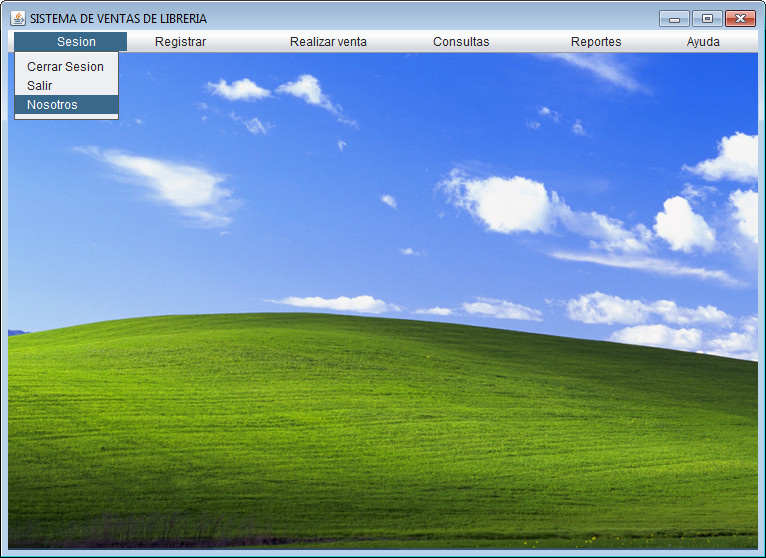 SISTEMA DE VENTAS DE LIBRERIA
Sesion Registrar Realizar venta Consultas Reportes Ayuda
Cerrar Sesion
Salir
Nosotros